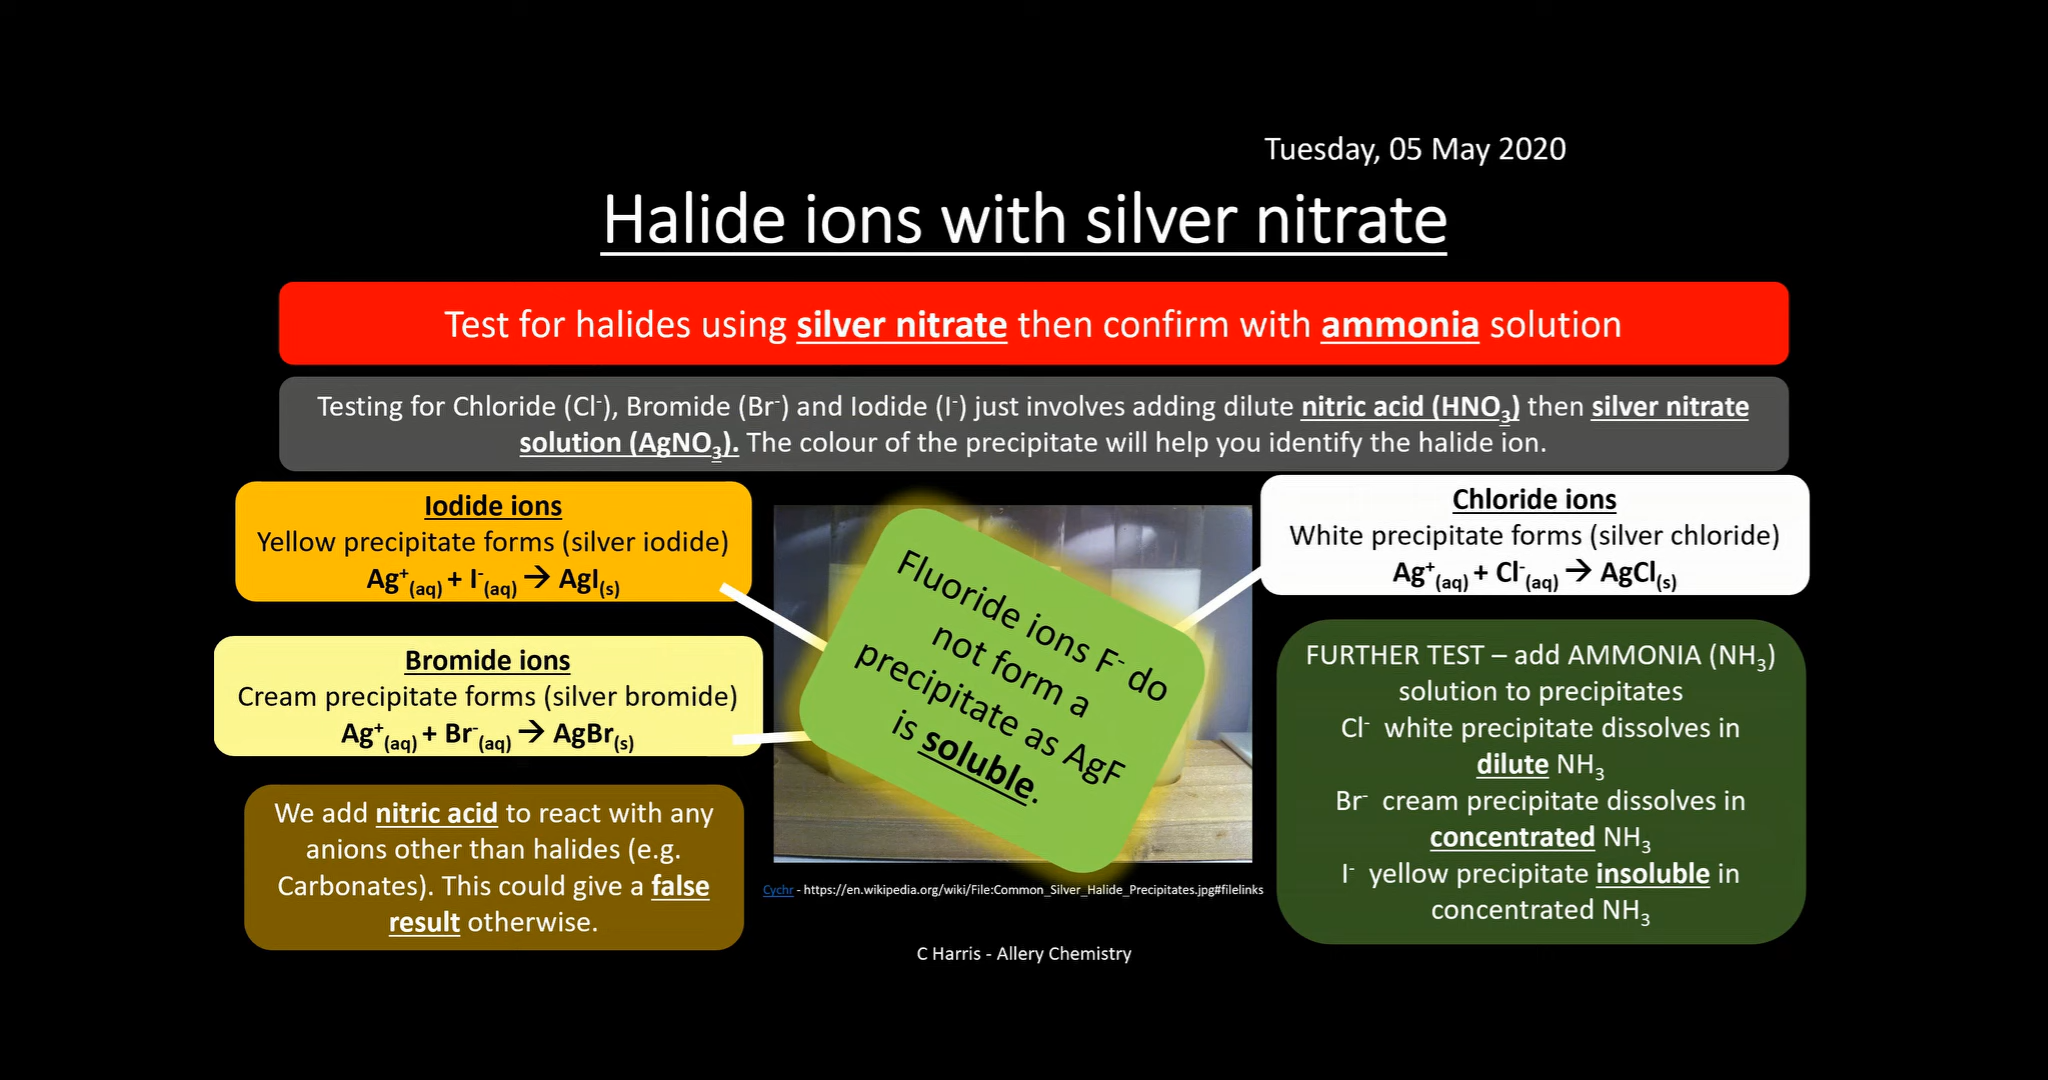 Tuesday, 05 May 2020
Halide ions with silver nitrate
Test for halides using silver nitrate then confirm with ammonia solution
Testing for Chloride (Cl⁻), Bromide (Br⁻) and Iodide (I⁻) just involves adding dilute nitric acid (HNO₃) then silver nitrate
solution (AgNO₃). The colour of the precipitate will help you identify the halide ion.
Iodide ions
Yellow precipitate forms (silver iodide)
Ag⁺(aq) + I⁻(aq) → AgI(s)
Bromide ions
Cream precipitate forms (silver bromide)
Ag⁺(aq) + Br⁻(aq) → AgBr(s)
We add nitric acid to react with any
anions other than halides (e.g.
Carbonates). This could give a false
result otherwise.
Fluoride ions F⁻ do
not form a
precipitate as AgF
is soluble.
Cychr - https://en.wikipedia.org/wiki/File:Common_Silver_Halide_Precipitates.jpg#filelinks
Chloride ions
White precipitate forms (silver chloride)
Ag⁺(aq) + Cl⁻(aq) → AgCl(s)
FURTHER TEST – add AMMONIA (NH₃)
solution to precipitates
Cl⁻ white precipitate dissolves in
dilute NH₃
Br⁻ cream precipitate dissolves in
concentrated NH₃
I⁻ yellow precipitate insoluble in
concentrated NH₃
C Harris - Allery Chemistry